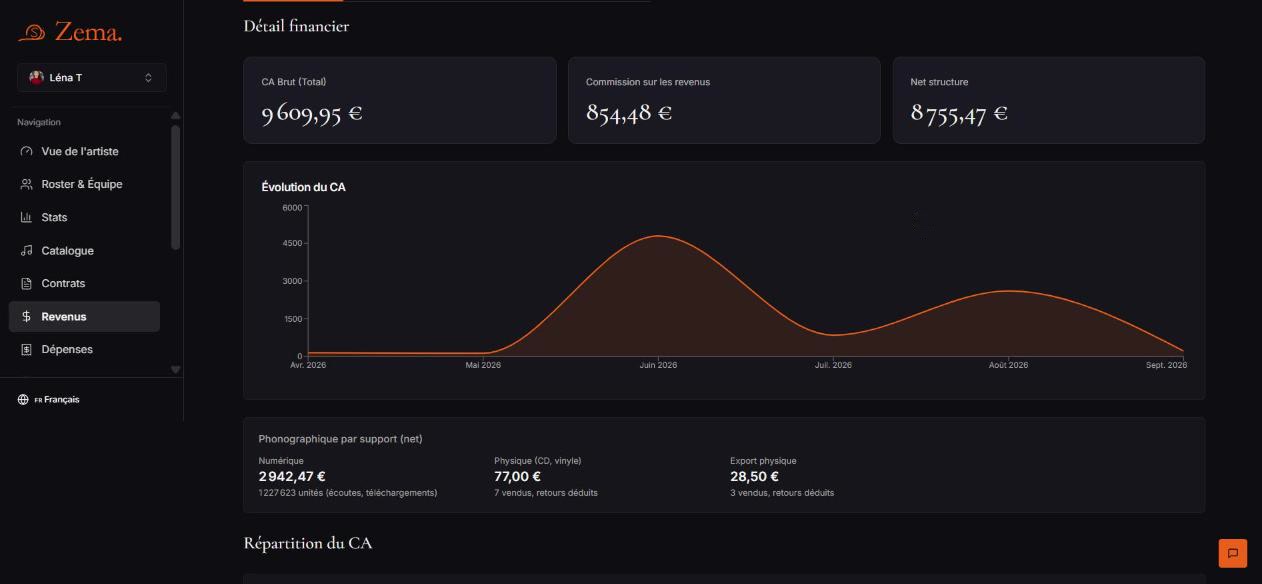 Zema.
Léna T
Navigation
Vue de l'artiste
Roster & Équipe
Stats
Catalogue
Contrats
Revenus
Dépenses
FR Français
Détail financier
CA Brut (Total)
9 609,95 €
Commission sur les revenus
854,48 €
Net structure
8 755,47 €
Évolution du CA
6000
4500
3000
1500
0
Avr. 2026
Mai 2026
Juin 2026
Juil. 2026
Août 2026
Sept. 2026
Phonographique par support (net)
Numérique
2 942,47 €
1 227 623 unités (écoutes, téléchargements)
Physique (CD, vinyle)
77,00 €
7 vendus, retours déduits
Export physique
28,50 €
3 vendus, retours déduits
Répartition du CA